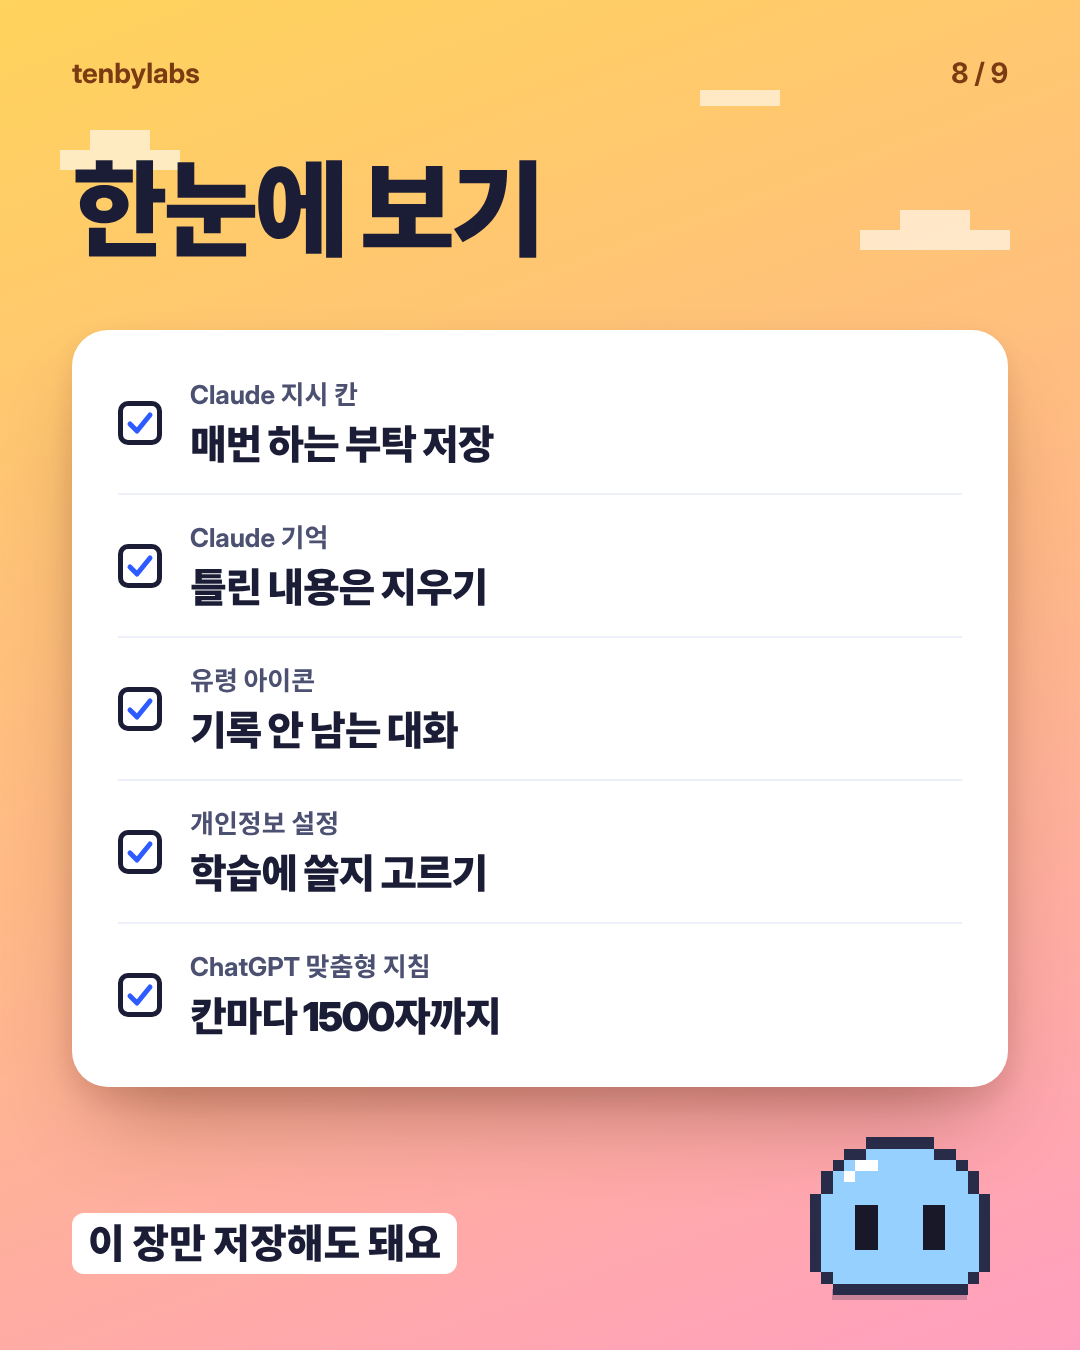 tenbylabs
8 / 9
한눈에 보기
Claude 지시 칸
매번 하는 부탁 저장
Claude 기억
틀린 내용은 지우기
유령 아이콘
기록 안 남는 대화
개인정보 설정
학습에 쓸지 고르기
ChatGPT 맞춤형 지침
칸마다 1500자까지
이 장만 저장해도 돼요